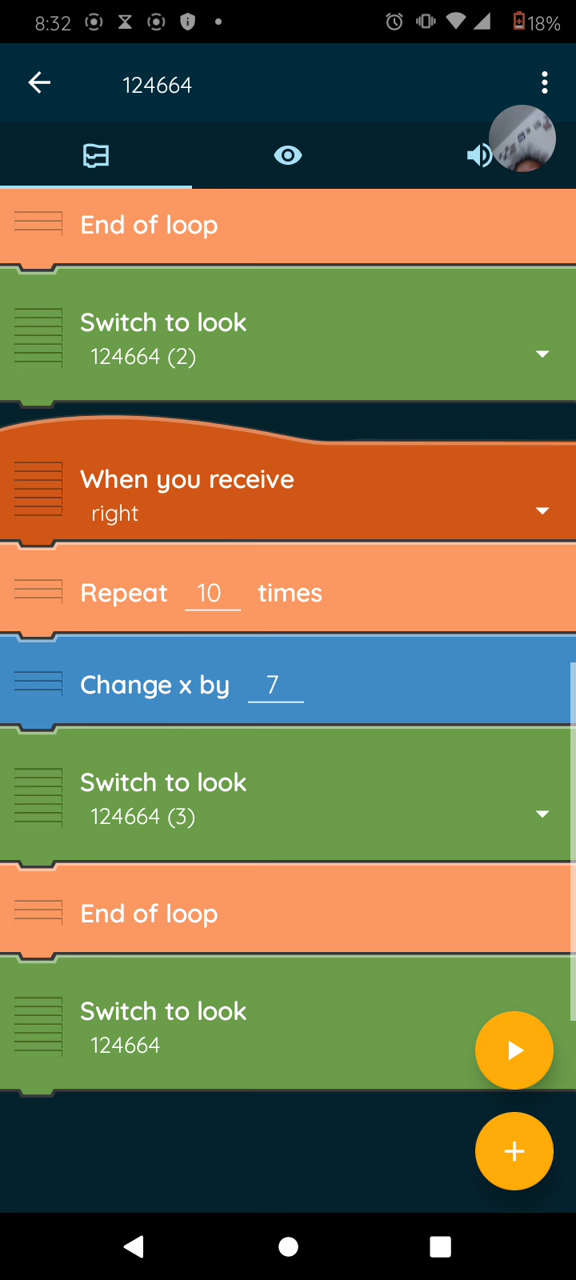 8:32
18%
124664
End of loop
Switch to look
124664 (2)
When you receive
right
Repeat 10 times
Change x by 7
Switch to look
124664 (3)
End of loop
Switch to look
124664